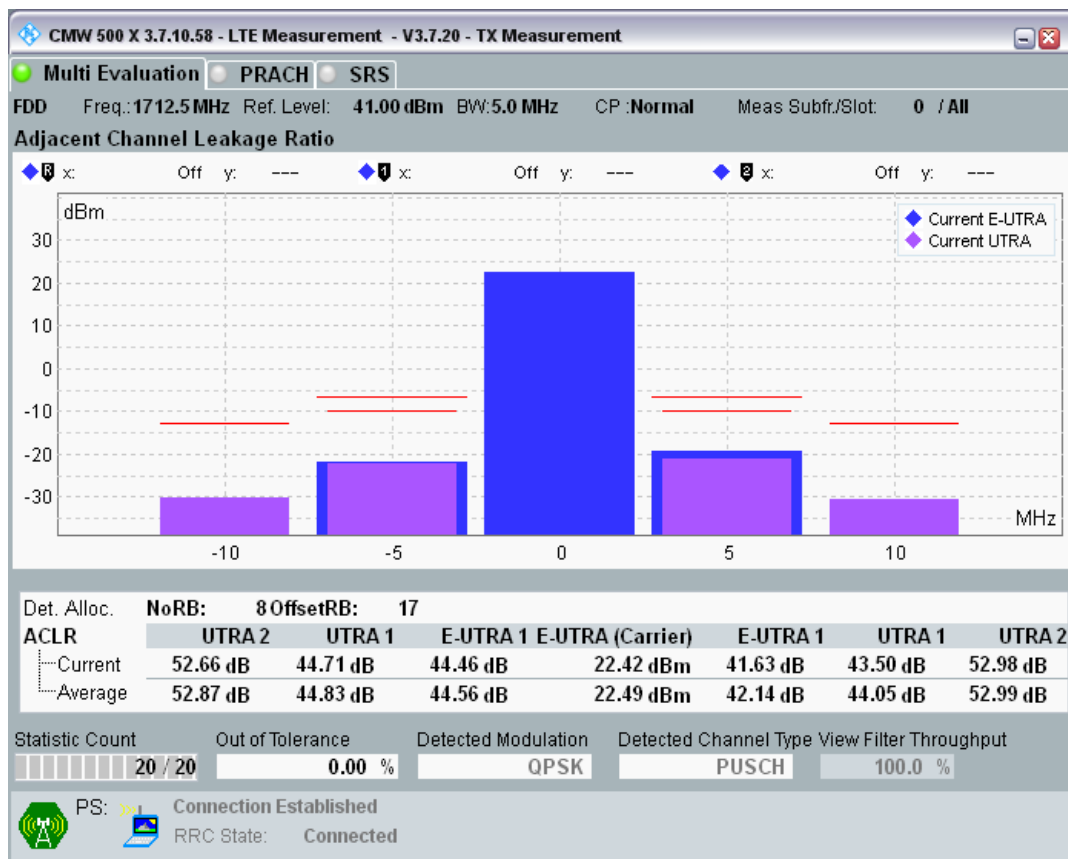 CMW 500 X 3.7.10.58 - LTE Measurement - V3.7.20 - TX Measurement
Multi Evaluation PRACH SRS
FDD Freq.: 1712.5 MHz Ref. Level: 41.00 dBm BW: 5.0 MHz CP : Normal Meas Subfr./Slot: 0 / All
Adjacent Channel Leakage Ratio
R x: Off y: --- 1 x: Off y: --- 2 x: Off y: ---
dBm
Current E-UTRA
Current UTRA
30
20
10
0
-10
-20
-30
MHz
-10 -5 0 5 10
Det. Alloc. NoRB: 8 OffsetRB: 17
ACLR UTRA 2 UTRA 1 E-UTRA 1 E-UTRA (Carrier) E-UTRA 1 UTRA 1 UTRA 2
Current 52.66 dB 44.71 dB 44.46 dB 22.42 dBm 41.63 dB 43.50 dB 52.98 dB
Average 52.87 dB 44.83 dB 44.56 dB 22.49 dBm 42.14 dB 44.05 dB 52.99 dB
Statistic Count Out of Tolerance Detected Modulation Detected Channel Type View Filter Throughput
20 / 20 0.00 % QPSK PUSCH 100.0 %
PS: Connection Established
RRC State: Connected